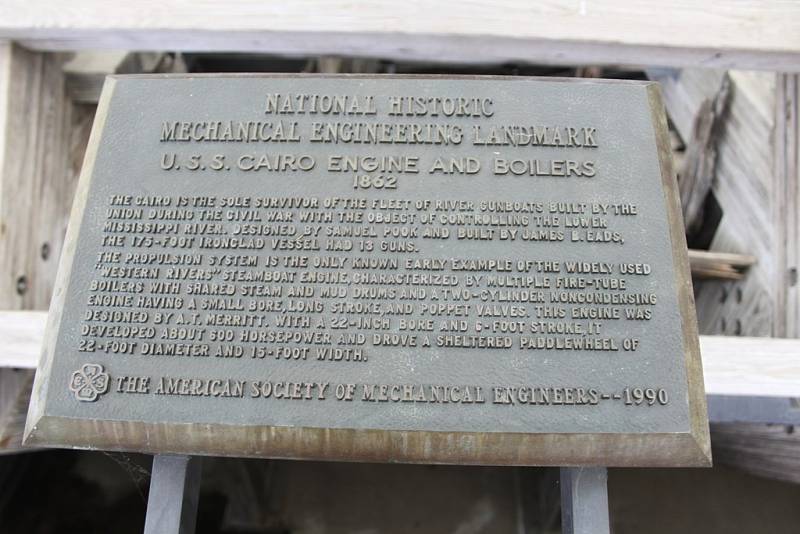 NATIONAL HISTORIC
MECHANICAL ENGINEERING LANDMARK
U.S.S. CAIRO ENGINE AND BOILERS
1862
THE CAIRO IS THE SOLE SURVIVOR OF THE FLEET OF RIVER GUNBOATS BUILT BY THE
UNION DURING THE CIVIL WAR WITH THE OBJECT OF CONTROLLING THE LOWER
MISSISSIPPI RIVER. DESIGNED BY SAMUEL POOK AND BUILT BY JAMES B. EADS,
THE 175-FOOT IRONCLAD VESSEL HAD 13 GUNS.
THE PROPULSION SYSTEM IS THE ONLY KNOWN EARLY EXAMPLE OF THE WIDELY USED
"WESTERN RIVERS" STEAMBOAT ENGINE, CHARACTERIZED BY MULTIPLE FIRE-TUBE
BOILERS WITH SHARED STEAM AND MUD DRUMS AND A TWO-CYLINDER NONCONDENSING
ENGINE HAVING A SMALL BORE, LONG STROKE, AND POPPET VALVES. THIS ENGINE WAS
DESIGNED BY A.T. MERRITT. WITH A 22-INCH BORE AND 6-FOOT STROKE, IT
DEVELOPED ABOUT 600 HORSEPOWER AND DROVE A SHELTERED PADDLEWHEEL OF
22-FOOT DIAMETER AND 15-FOOT WIDTH.
THE AMERICAN SOCIETY OF MECHANICAL ENGINEERS--1990